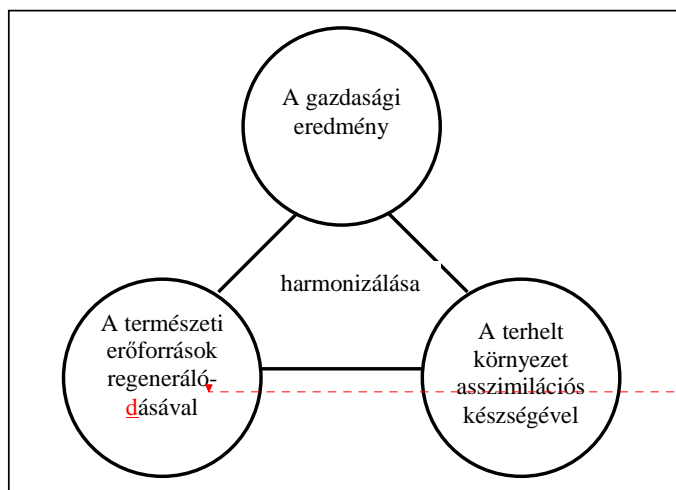 A gazdasági
eredmény
harmonizálása
A természeti
erőforrások
regeneráló-
dásával
A terhelt
környezet
asszimilációs
készségével